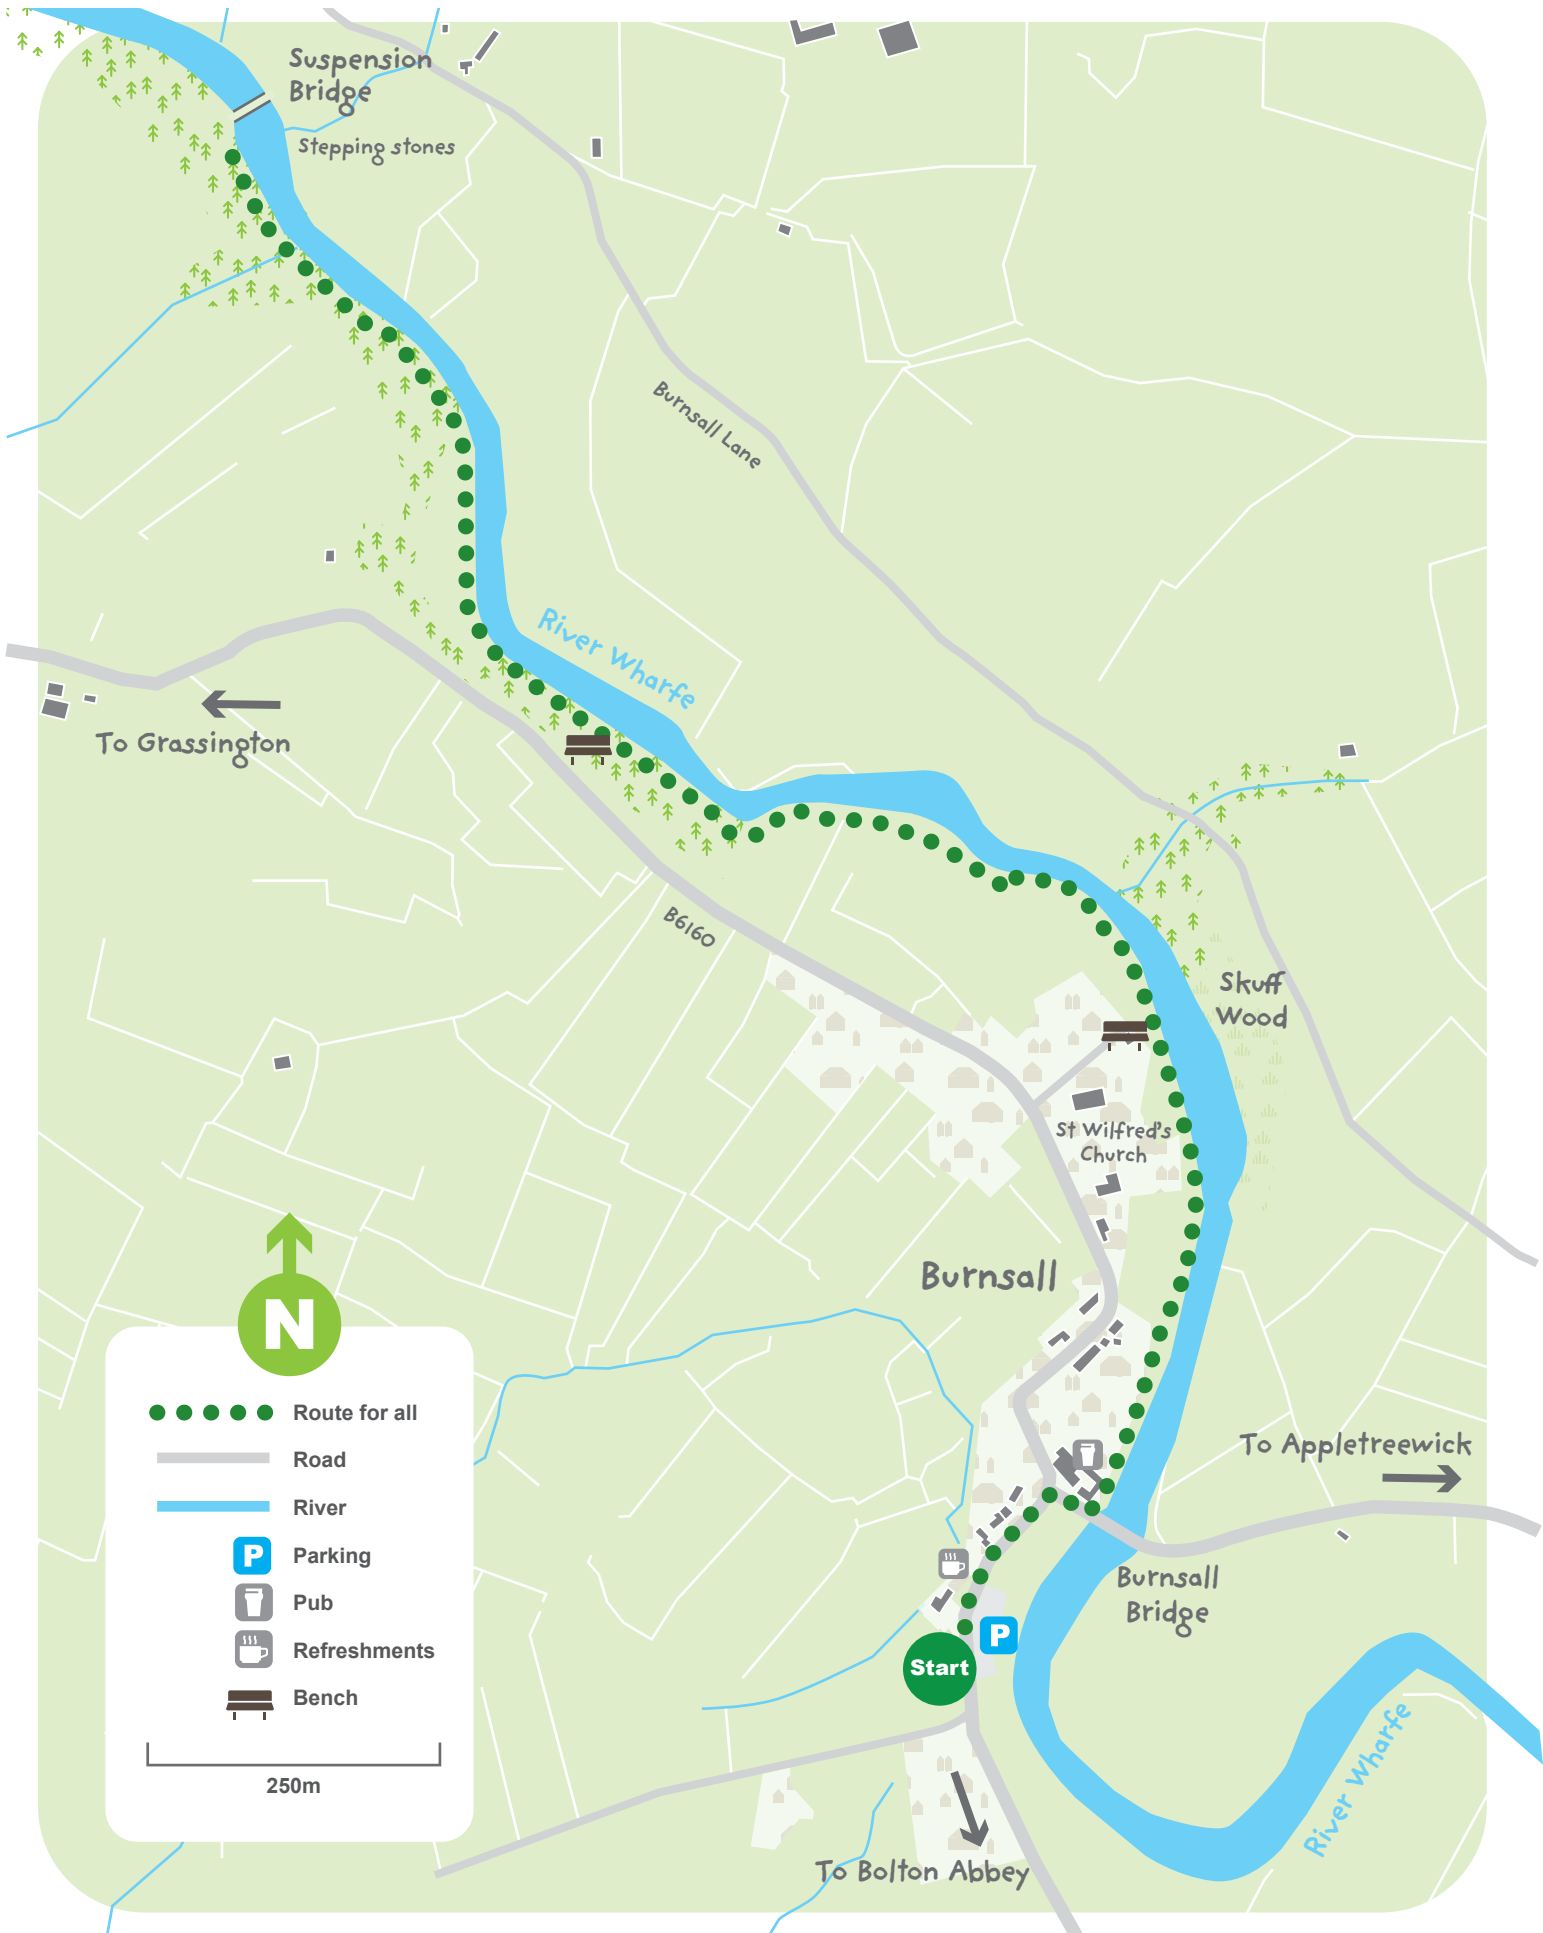 Suspension
Bridge
Stepping stones
Burnsall Lane
River Wharfe
To Grassington
B6160
Skuff
Wood
St Wilfred's
Church
Burnsall
N
Route for all
Road
River
P Parking
Pub
Refreshments
Bench
250m
To Appletreewick
Burnsall
Bridge
P
Start
River Wharfe
To Bolton Abbey